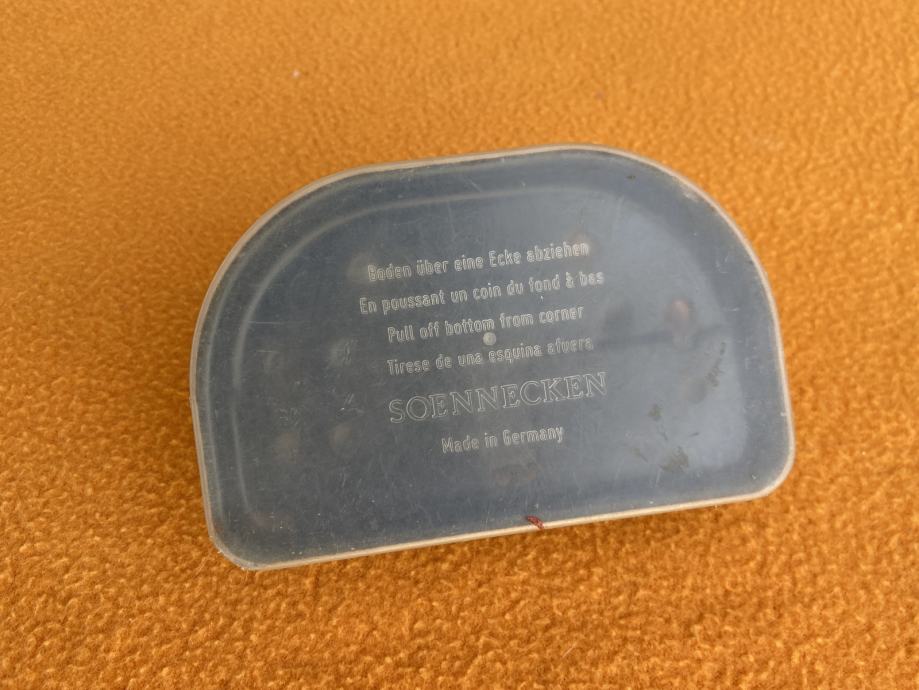 Boden über eine Ecke abziehen
En poussant un coin du fond à bas
Pull off bottom from corner
Tirese de una esquina afuera
SOENNECKEN
Made in Germany